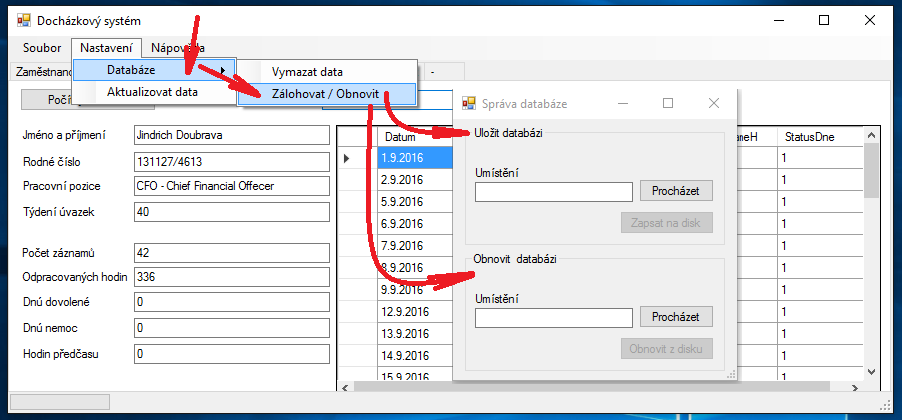 Docházkový systém
Soubor Nastavení Nápověda
Databáze
Vymazat data
Aktualizovat data
Zálohovat / Obnovit
-
Jméno a příjmení Jindrich Doubrava
Rodné číslo 131127/4613
Pracovní pozice CFO - Chief Financial Offecer
Týdení úvazek 40
Počet záznamů 42
Odpracovaných hodin 336
Dnú dovolené 0
Dnú nemoc 0
Hodin předčasu 0
Datum StatusDne
1.9.2016 1
2.9.2016 1
5.9.2016 1
6.9.2016 1
7.9.2016 1
8.9.2016 1
9.9.2016 1
12.9.2016 1
13.9.2016 1
14.9.2016 1
15.9.2016 1
Správa databáze
Uložit databázi
Umístění
Procházet
Zapsat na disk
Obnovit databázi
Umístění
Procházet
Obnovit z disku